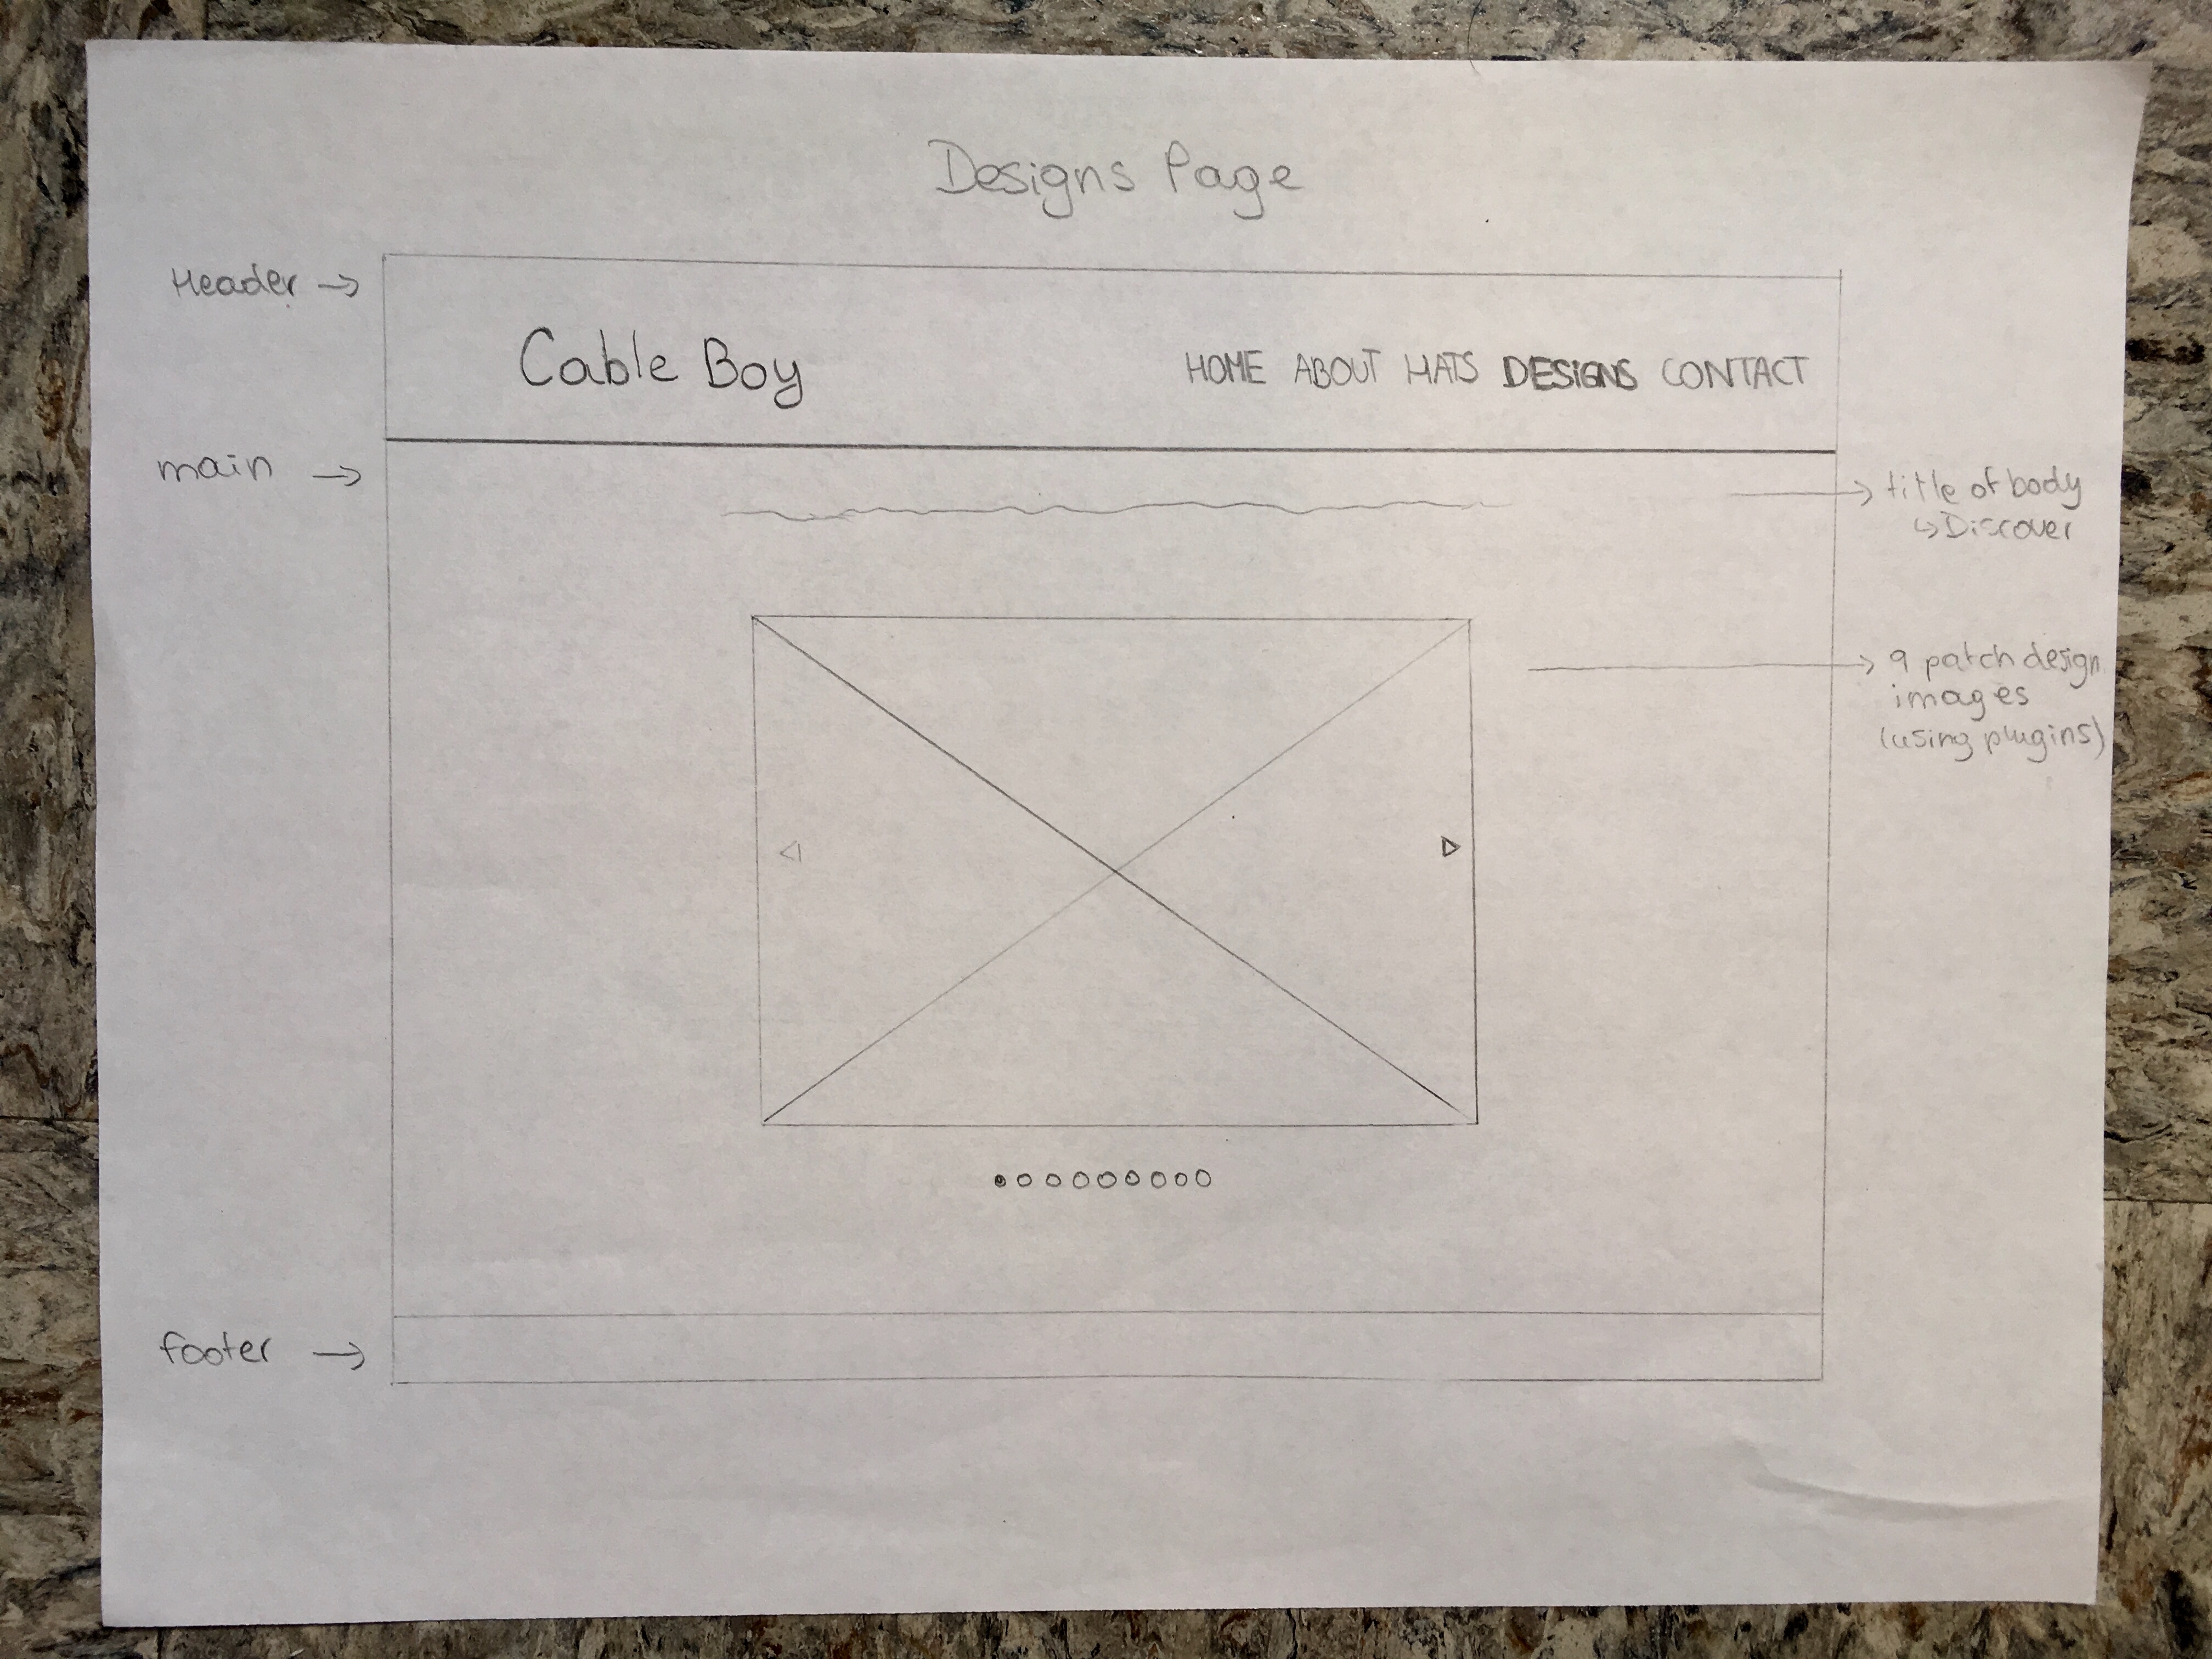 Designs Page
Header →
Cable Boy
HOME ABOUT HATS DESIGNS CONTACT
main →
→ title of body
↳ Discover
→ 9 patch design
images
(using plugins)
footer →